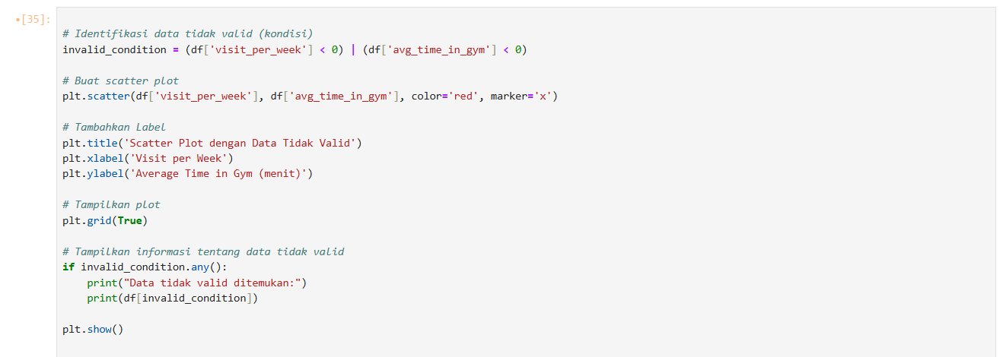 •[35]:
# Identifikasi data tidak valid (kondisi)
invalid_condition = (df['visit_per_week'] < 0) | (df['avg_time_in_gym'] < 0)
# Buat scatter plot
plt.scatter(df['visit_per_week'], df['avg_time_in_gym'], color='red', marker='x')
# Tambahkan Label
plt.title('Scatter Plot dengan Data Tidak Valid')
plt.xlabel('Visit per Week')
plt.ylabel('Average Time in Gym (menit)')
# Tampilkan plot
plt.grid(True)
# Tampilkan informasi tentang data tidak valid
if invalid_condition.any():
    print("Data tidak valid ditemukan:")
    print(df[invalid_condition])
plt.show()